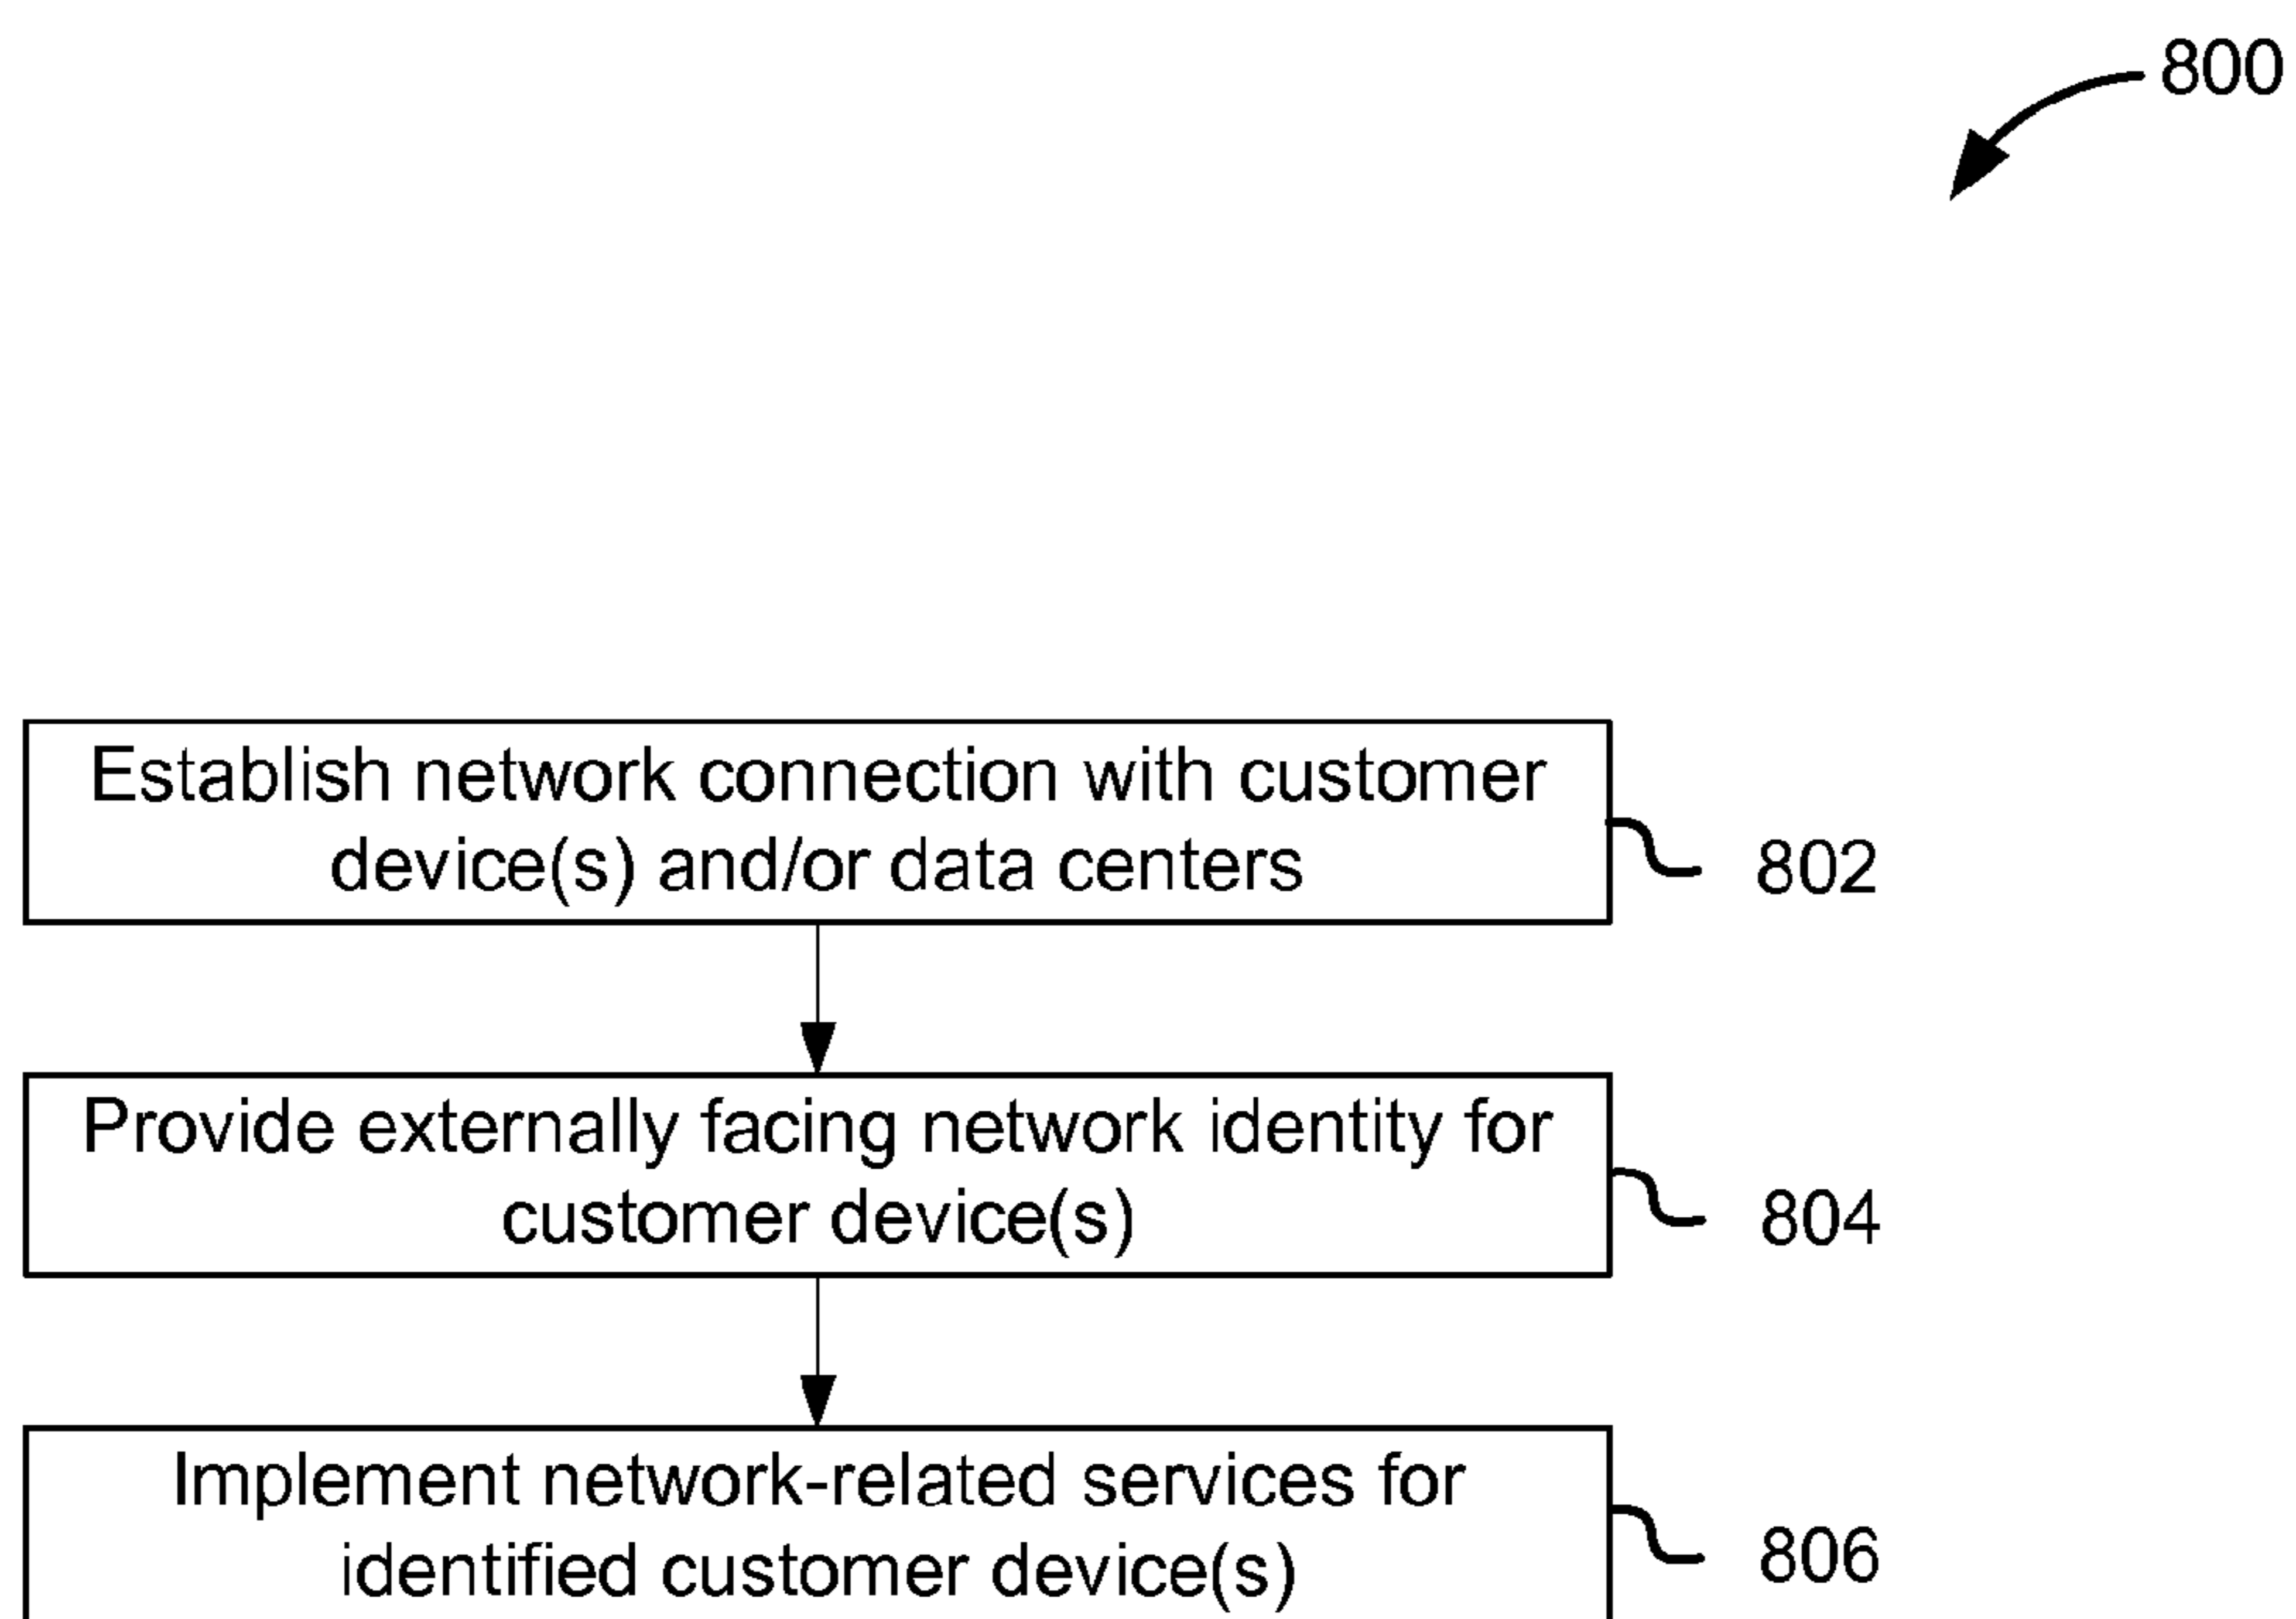 800
Establish network connection with customer
device(s) and/or data centers
802
Provide externally facing network identity for
customer device(s)
804
Implement network-related services for
identified customer device(s)
806